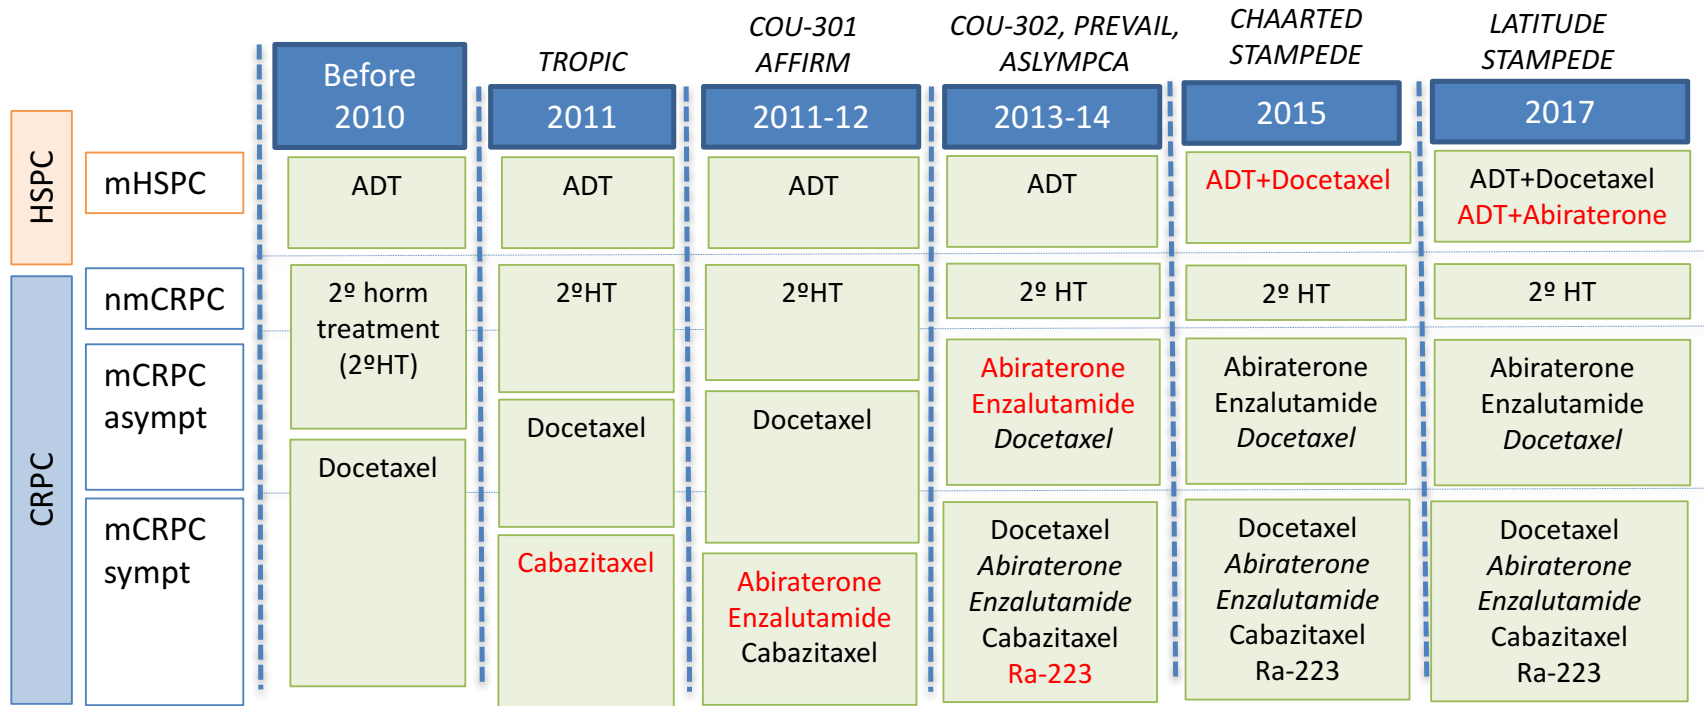 COU-301
AFFIRM
COU-302, PREVAIL,
ASLYMPCA
CHAARTED
STAMPEDE
LATITUDE
STAMPEDE
TROPIC
Before
2010
2011
2011-12
2013-14
2015
2017
HSPC
mHSPC
ADT
ADT
ADT
ADT
ADT+Docetaxel
ADT+Docetaxel
ADT+Abiraterone
CRPC
nmCRPC
2º horm
treatment
(2ºHT)
2ºHT
2ºHT
2º HT
2º HT
2º HT
mCRPC
asympt
Docetaxel
Docetaxel
Docetaxel
Abiraterone
Enzalutamide
Docetaxel
Abiraterone
Enzalutamide
Docetaxel
Abiraterone
Enzalutamide
Docetaxel
mCRPC
sympt
Cabazitaxel
Abiraterone
Enzalutamide
Cabazitaxel
Docetaxel
Abiraterone
Enzalutamide
Cabazitaxel
Ra-223
Docetaxel
Abiraterone
Enzalutamide
Cabazitaxel
Ra-223
Docetaxel
Abiraterone
Enzalutamide
Cabazitaxel
Ra-223